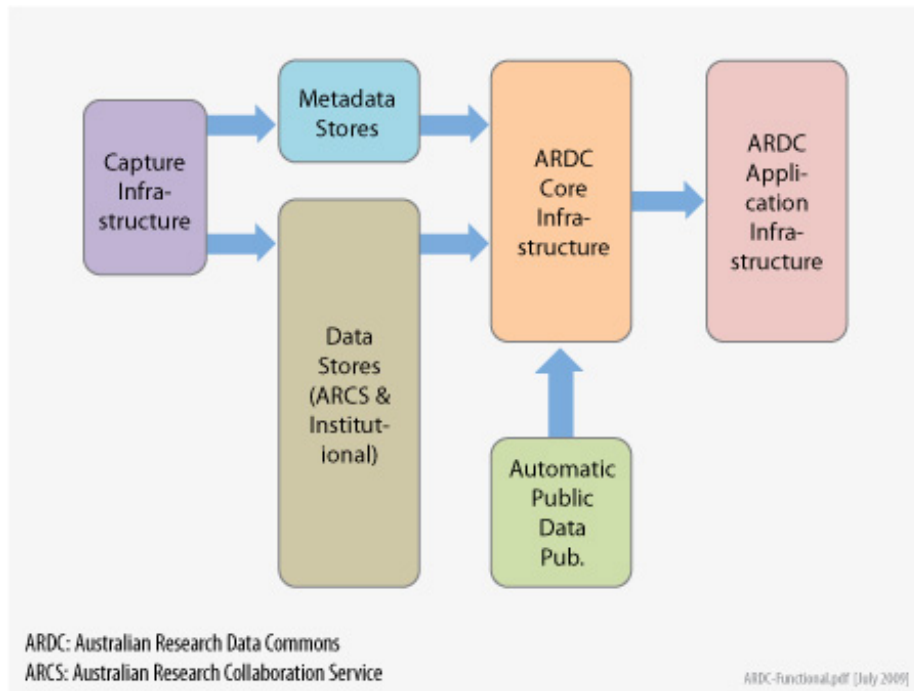 Capture
Infra-
structure
Metadata
Stores
Data
Stores
(ARCS &
Institut-
ional)
ARDC
Core
Infra-
structure
Automatic
Public
Data
Pub.
ARDC
Appli-
cation
Infra-
structure
ARDC: Australian Research Data Commons
ARCS: Australian Research Collaboration Service
ARDC-Functional.pdf [July 2009]